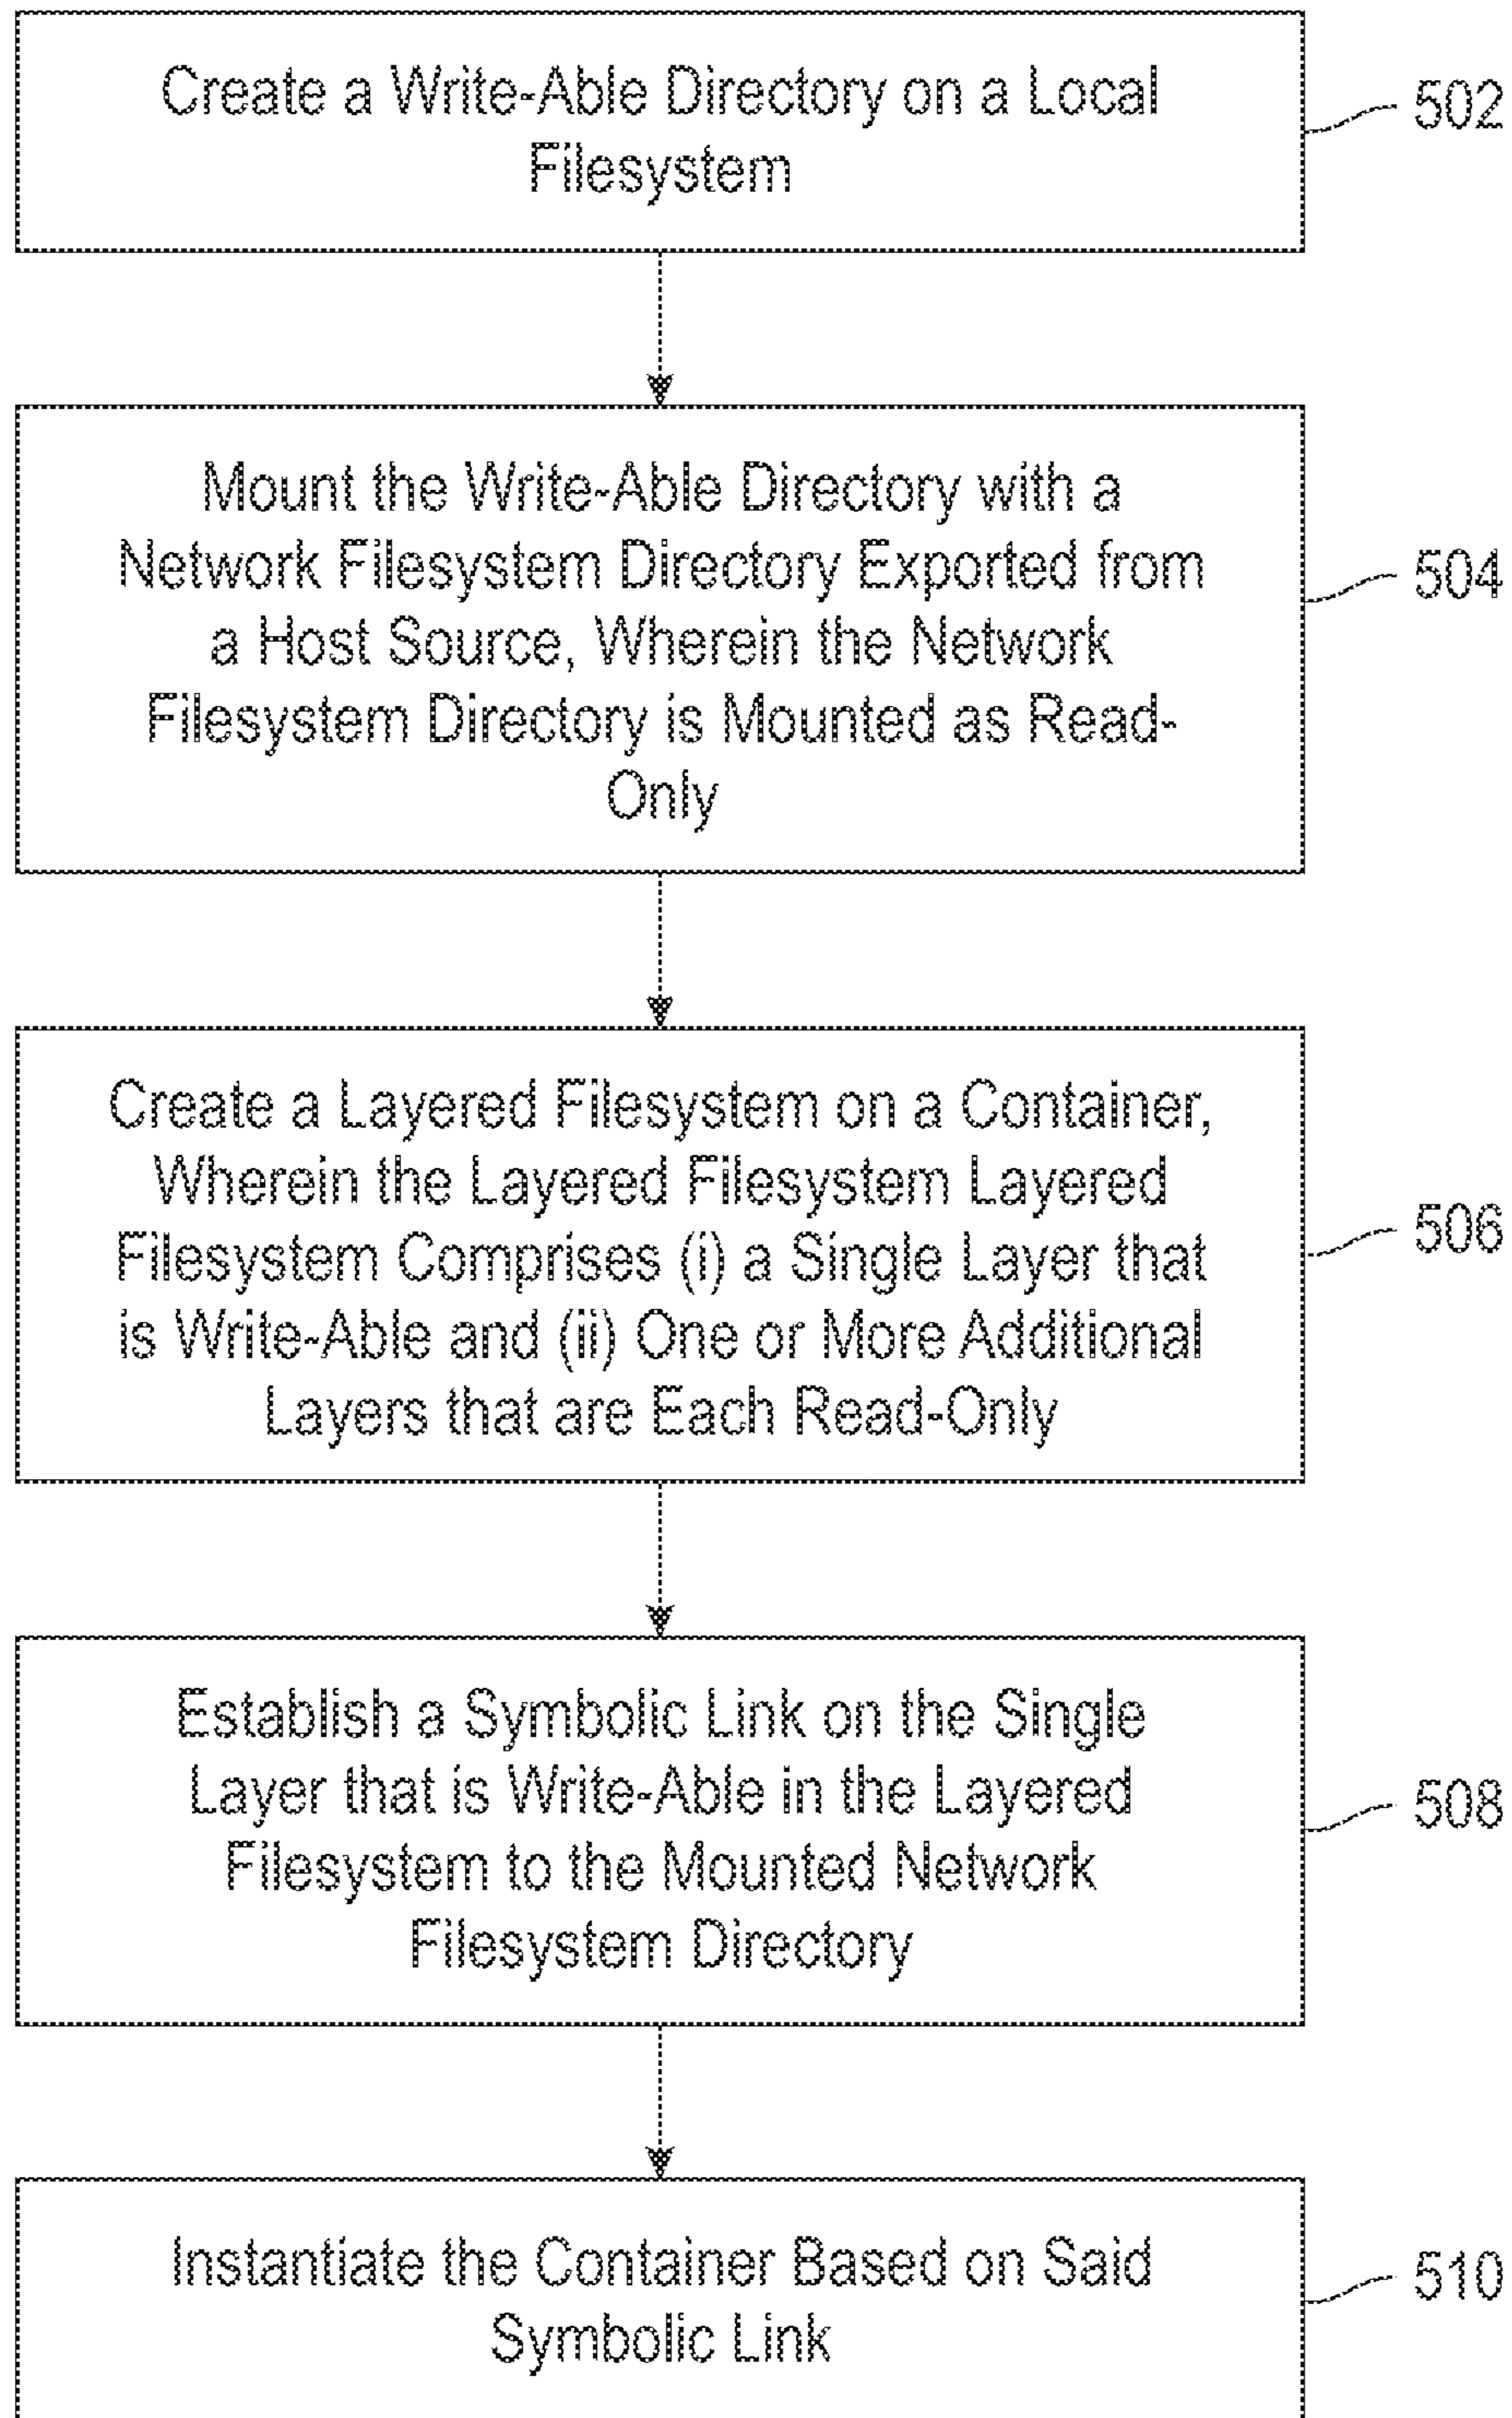 Create a Write-Able Directory on a Local
Filesystem
502
Mount the Write-Able Directory with a
Network Filesystem Directory Exported from
a Host Source, Wherein the Network
Filesystem Directory is Mounted as Read-
Only
504
Create a Layered Filesystem on a Container,
Wherein the Layered Filesystem Layered
Filesystem Comprises (i) a Single Layer that
is Write-Able and (ii) One or More Additional
Layers that are Each Read-Only
506
Establish a Symbolic Link on the Single
Layer that is Write-Able in the Layered
Filesystem to the Mounted Network
Filesystem Directory
508
Instantiate the Container Based on Said
Symbolic Link
510